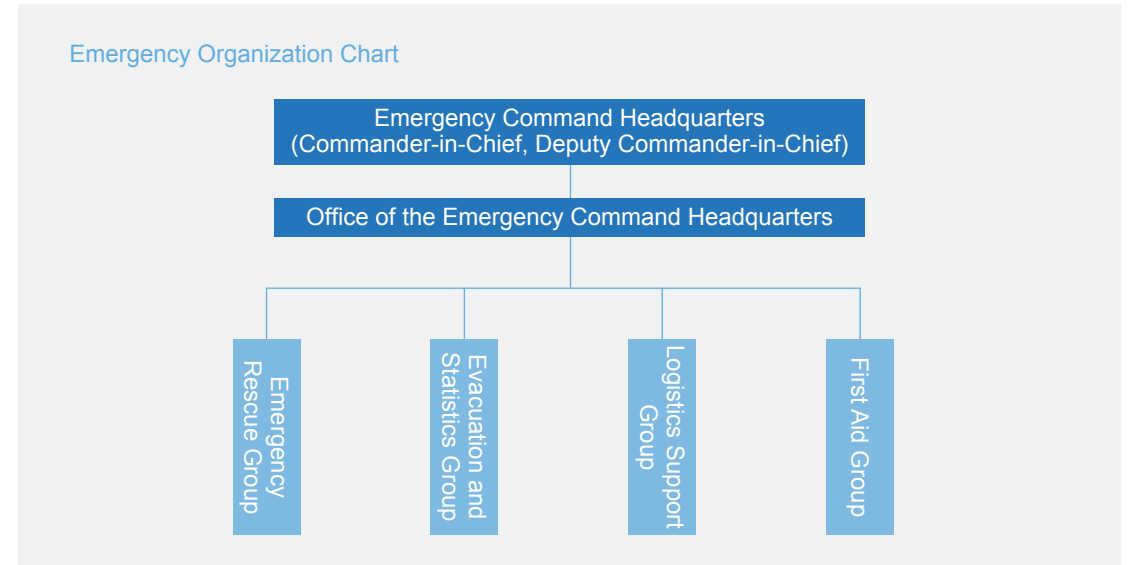 Emergency Organization Chart
Emergency Command Headquarters
(Commander-in-Chief, Deputy Commander-in-Chief)
Office of the Emergency Command Headquarters
Emergency
Rescue Group
Evacuation and
Statistics Group
Logistics Support
Group
First Aid Group